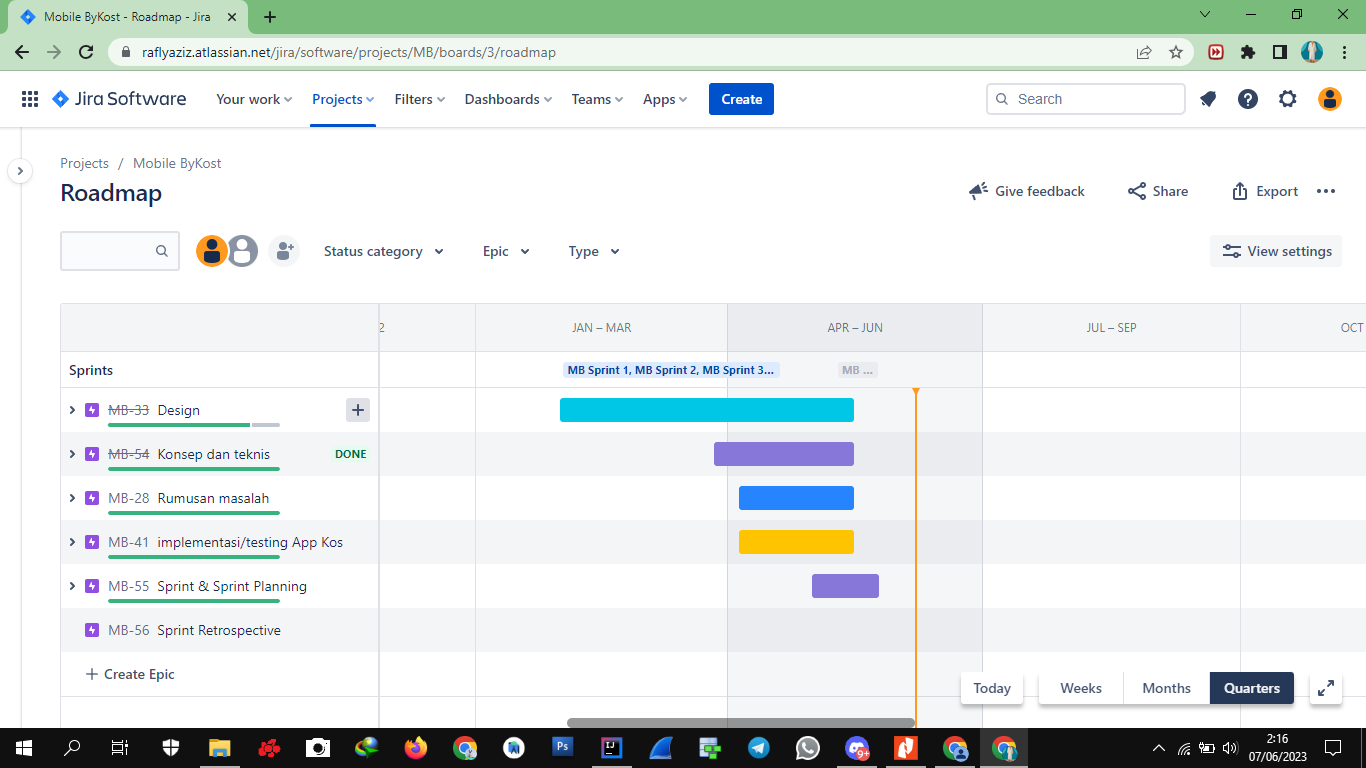 Mobile ByKost - Roadmap - Jira
raflyaziz.atlassian.net/jira/software/projects/MB/boards/3/roadmap
Jira Software Your work Projects Filters Dashboards Teams Apps Create Search
Projects / Mobile ByKost
Roadmap
Give feedback Share Export
Status category Epic Type View settings
2 JAN – MAR APR – JUN JUL – SEP OCT
Sprints MB Sprint 1, MB Sprint 2, MB Sprint 3... MB ...
MB-33 Design
MB-54 Konsep dan teknis DONE
MB-28 Rumusan masalah
MB-41 implementasi/testing App Kos
MB-55 Sprint & Sprint Planning
MB-56 Sprint Retrospective
+ Create Epic
Today Weeks Months Quarters
Ps IJ 9+ 2:16
07/06/2023